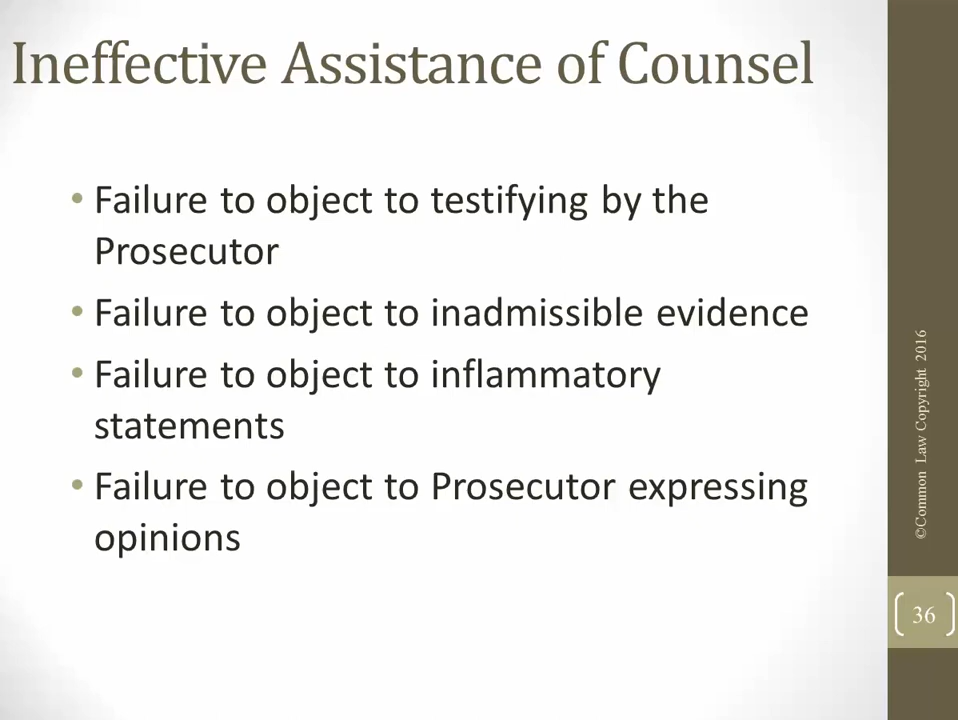 Ineffective Assistance of Counsel
• Failure to object to testifying by the
Prosecutor
• Failure to object to inadmissible evidence
• Failure to object to inflammatory
statements
• Failure to object to Prosecutor expressing
opinions
©Common Law Copyright 2016
36